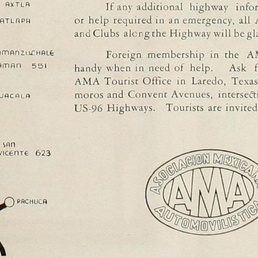 AXTLA
ATLAPA
AMANZUCHALE
AMAN 551
UACALA
SAN
VICENTE 623
PACHUCA
If any additional highway infor
or help required in an emergency, all A
and Clubs along the Highway will be gla
Foreign membership in the AM
handy when in need of help. Ask f
AMA Tourist Office in Laredo, Texas
moros and Convent Avenues, intersecti
US-96 Highways. Tourists are invited
ASOCIACION MEXICANA
AMA
AUTOMOVILISTICA